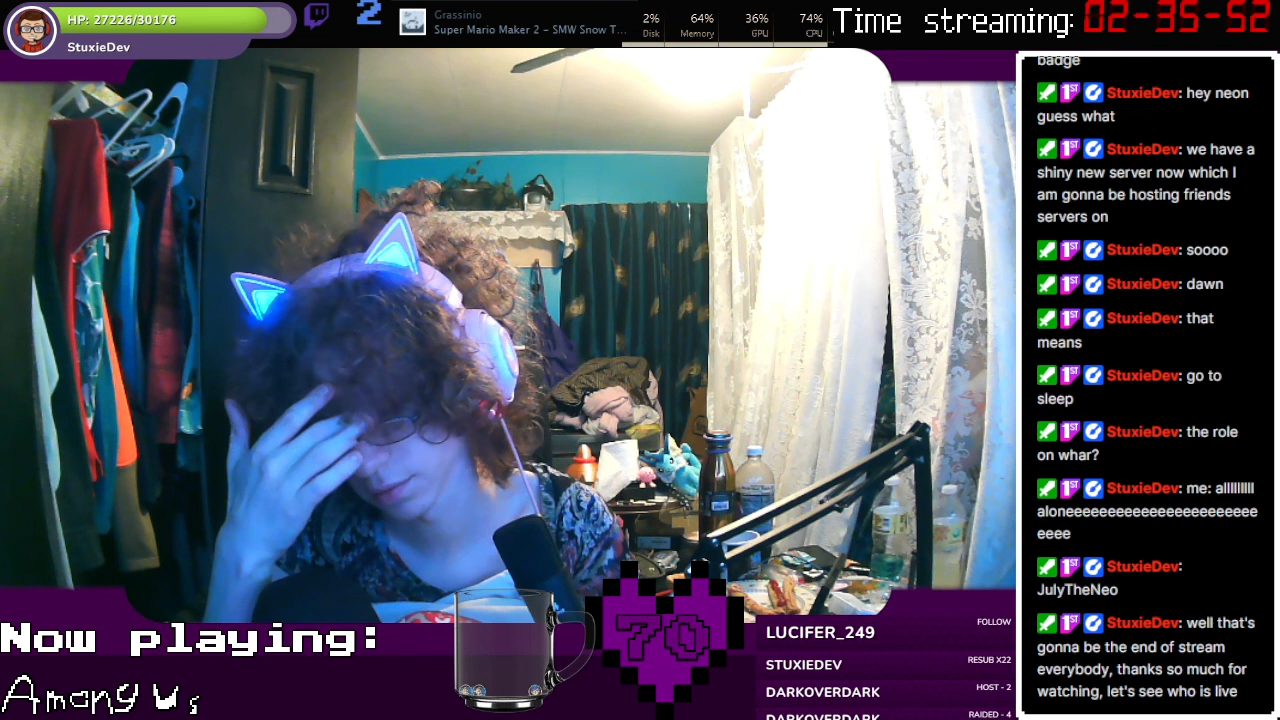 HP: 27226/30176
StuxieDev
2
Grassinio
Super Mario Maker 2 - SMW Snow T...
2% 64% 36% 74%
Disk Memory GPU CPU
Time streaming: 02-35-52
badge
StuxieDev: hey neon
guess what
StuxieDev: we have a
shiny new server now which I
am gonna be hosting friends
servers on
StuxieDev: soooo
StuxieDev: dawn
StuxieDev: that
means
StuxieDev: go to
sleep
StuxieDev: the role
on whar?
StuxieDev: me: alllllllll
aloneeeeeeeeeeeeeeeeeeeeeee
eeee
StuxieDev:
JulyTheNeo
StuxieDev: well that's
gonna be the end of stream
everybody, thanks so much for
watching, let's see who is live
Now playing:
Among Us
70
FOLLOW
LUCIFER_249
RESUB X22
STUXIEDEV
HOST - 2
DARKOVERDARK
RAIDED - 4
DARKOVERDARK